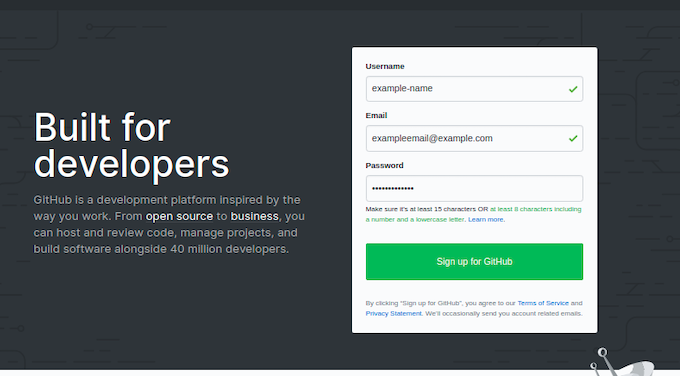 Built for
developers
GitHub is a development platform inspired by the
way you work. From open source to business, you
can host and review code, manage projects, and
build software alongside 40 million developers.
Username
example-name
Email
exampleemail@example.com
Password
•••••••••••••
Make sure it's at least 15 characters OR at least 8 characters including
a number and a lowercase letter. Learn more.
Sign up for GitHub
By clicking "Sign up for GitHub", you agree to our Terms of Service and
Privacy Statement. We'll occasionally send you account related emails.